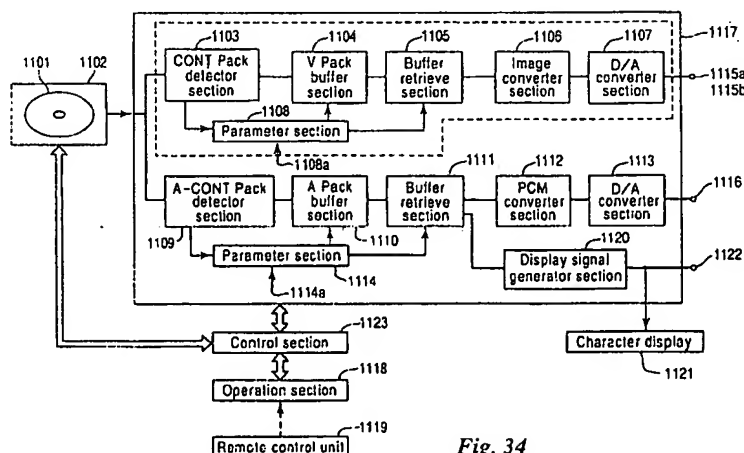 1101
1102
1103
1104
1105
1106
1107
1117
CONT Pack
detector
section
V Pack
buffer
section
Buffer
retrieve
section
Image
converter
section
D/A
converter
section
1115a
1115b
1108
Parameter section
1108a
1111
1112
1113
A-CONT Pack
detector
section
A Pack
buffer
section
Buffer
retrieve
section
PCM
converter
section
D/A
converter
section
1116
1109
1110
1120
Parameter section
1114
Display signal
generator section
1122
1114a
1123
Control section
Character display
1121
1118
Operation section
1119
Remote control unit
Fig. 34